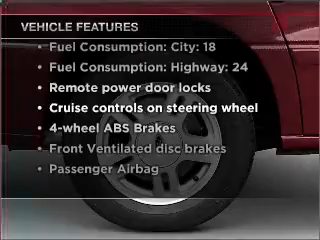 VEHICLE FEATURES
• Fuel Consumption: City: 18
• Fuel Consumption: Highway: 24
• Remote power door locks
• Cruise controls on steering wheel
• 4-wheel ABS Brakes
• Front Ventilated disc brakes
• Passenger Airbag